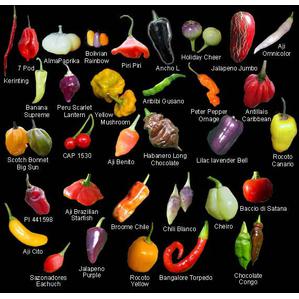 Kerinting
7 Pod
AlmaPaprika
Bolivian
Rainbow
Piri Piri
Ancho L
Holiday Cheer
Jalapeno Jumbo
Aji
Omnicolor
Banana
Supreme
Peru Scarlet
Lantern
Yellow
Mushroom
Aribibi Gusano
Peter Pepper
Ornage
Antillais
Caribbean
Scotch Bonnet
Big Sun
CAP 1530
Aji Benito
Habanero Long
Chocolate
Lilac lavender Bell
Rocoto
Canario
PI 441598
Aji Brazilian
Starfish
Broome Chile
Chili Blanco
Cheiro
Baccio di Satana
Aji Cito
Sazonadores
Eachuch
Jalapeno
Purple
Rocoto
Yellow
Bangalore Torpedo
Chocolate
Congo